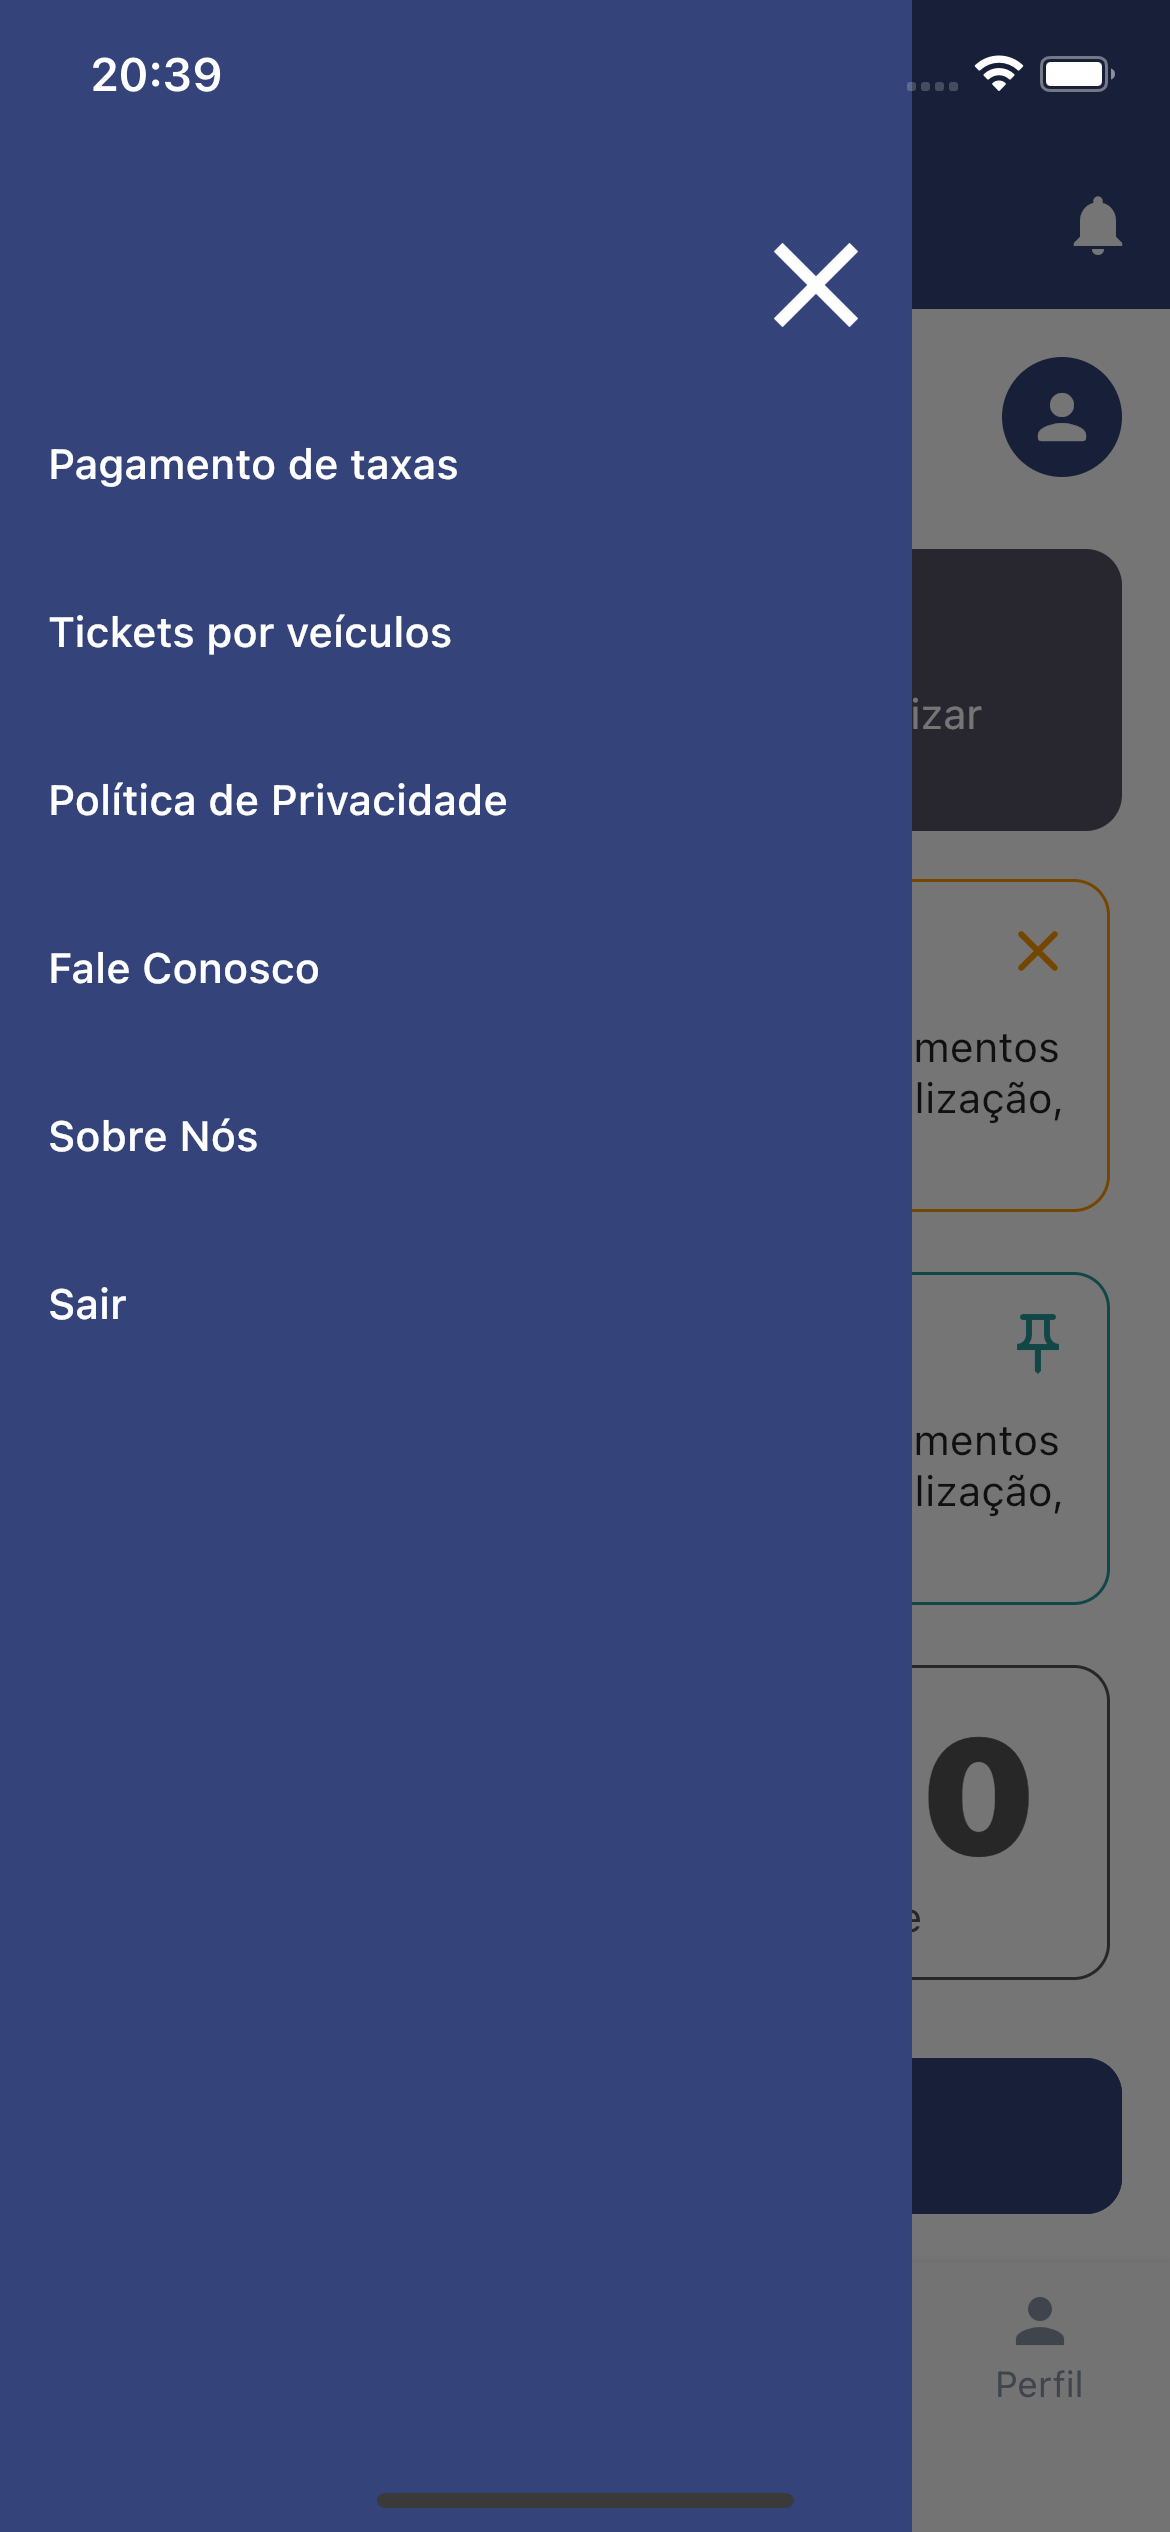 20:39
Pagamento de taxas
Tickets por veículos
izar
Política de Privacidade
Fale Conosco
mentos
lização,
Sobre Nós
Sair
mentos
lização,
0
e
Perfil